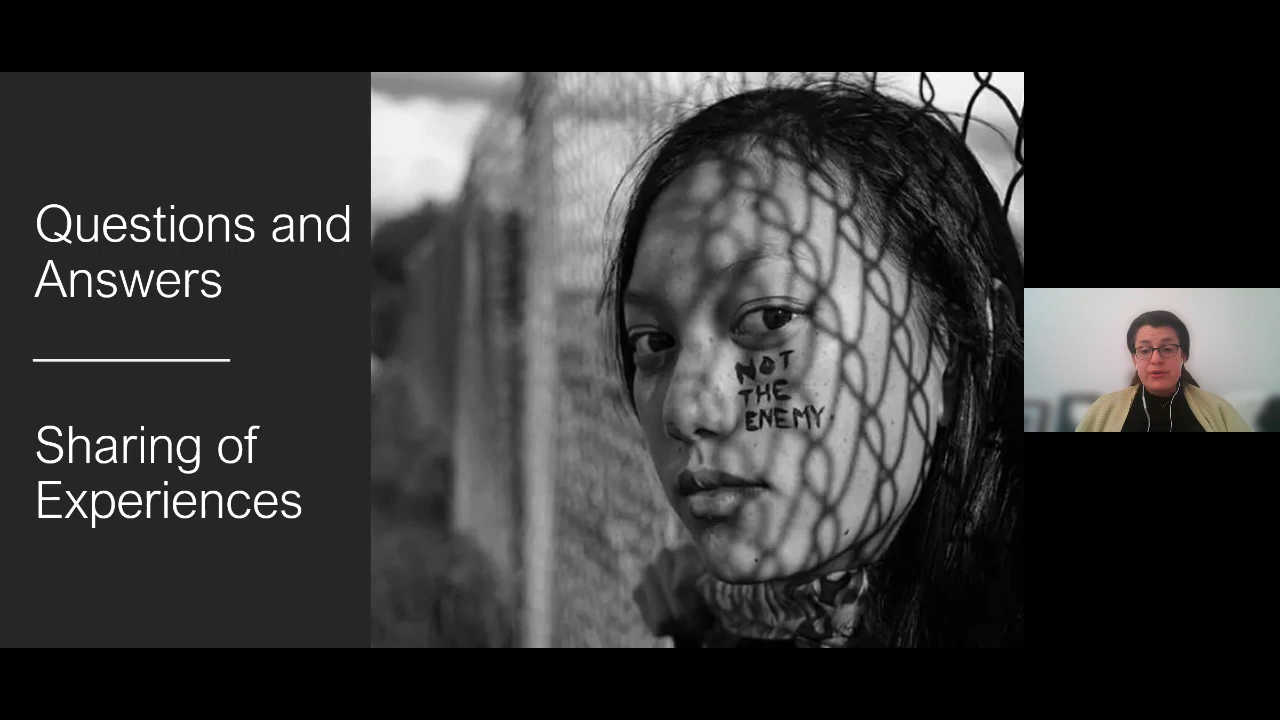 Questions and
Answers
Sharing of
Experiences
NOT
THE
ENEMY